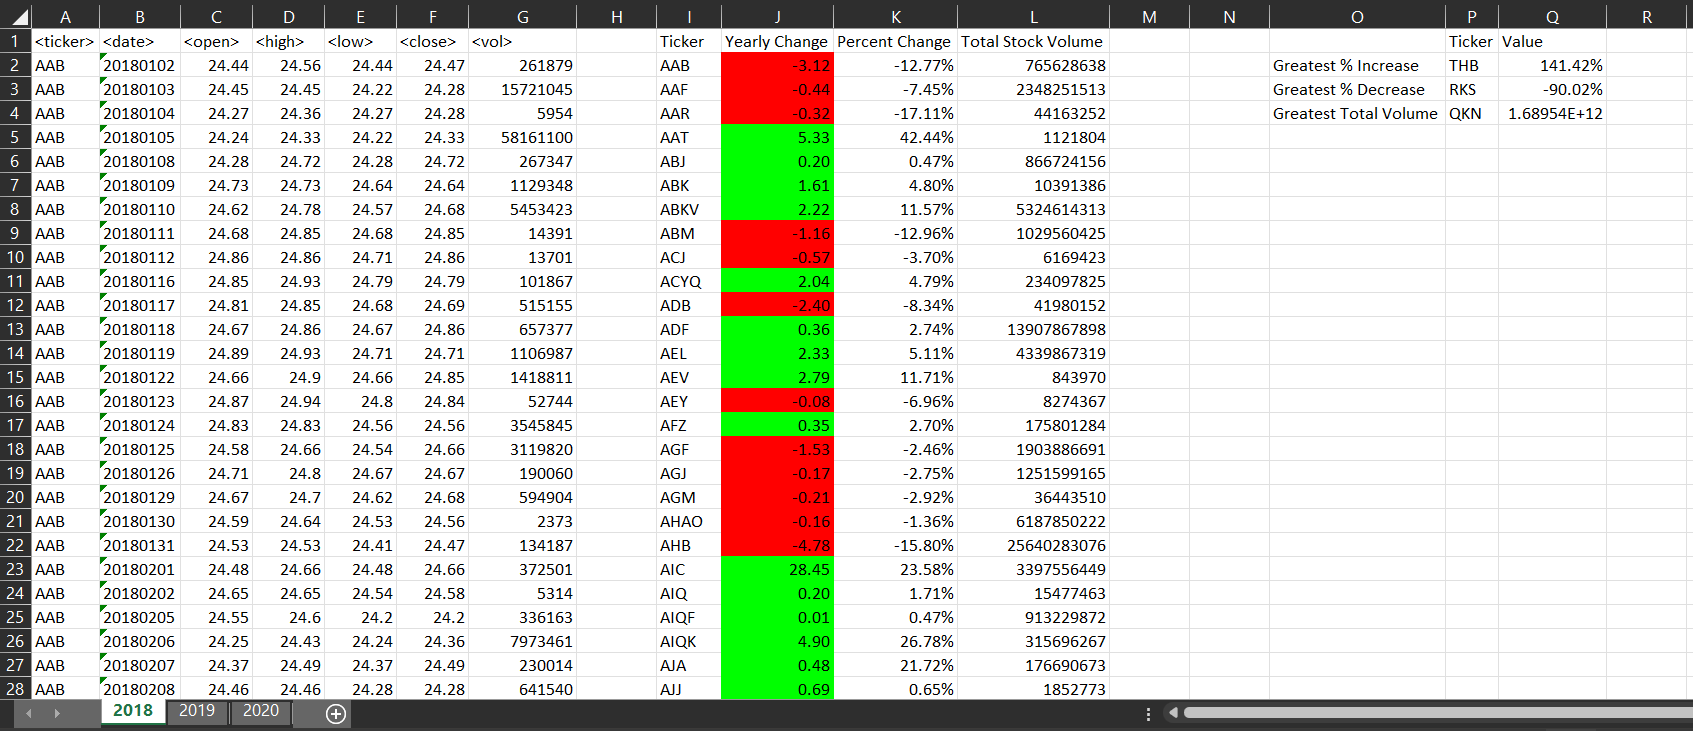 A B C D E F G H I J K L M N O P Q R
1 <ticker> <date> <open> <high> <low> <close> <vol> Ticker Yearly Change Percent Change Total Stock Volume Ticker Value
2 AAB 20180102 24.44 24.56 24.44 24.47 261879 AAB -3.12 -12.77% 765628638 Greatest % Increase THB 141.42%
3 AAB 20180103 24.45 24.45 24.22 24.28 15721045 AAF -0.44 -7.45% 2348251513 Greatest % Decrease RKS -90.02%
4 AAB 20180104 24.27 24.36 24.27 24.28 5954 AAR -0.32 -17.11% 44163252 Greatest Total Volume QKN 1.68954E+12
5 AAB 20180105 24.24 24.33 24.22 24.33 58161100 AAT 5.33 42.44% 1121804
6 AAB 20180108 24.28 24.72 24.28 24.72 267347 ABJ 0.20 0.47% 866724156
7 AAB 20180109 24.73 24.73 24.64 24.64 1129348 ABK 1.61 4.80% 10391386
8 AAB 20180110 24.62 24.78 24.57 24.68 5453423 ABKV 2.22 11.57% 5324614313
9 AAB 20180111 24.68 24.85 24.68 24.85 14391 ABM -1.16 -12.96% 1029560425
10 AAB 20180112 24.86 24.86 24.71 24.86 13701 ACJ -0.57 -3.70% 6169423
11 AAB 20180116 24.85 24.93 24.79 24.79 101867 ACYQ 2.04 4.79% 234097825
12 AAB 20180117 24.81 24.85 24.68 24.69 515155 ADB -2.40 -8.34% 41980152
13 AAB 20180118 24.67 24.86 24.67 24.86 657377 ADF 0.36 2.74% 13907867898
14 AAB 20180119 24.89 24.93 24.71 24.71 1106987 AEL 2.33 5.11% 4339867319
15 AAB 20180122 24.66 24.9 24.66 24.85 1418811 AEV 2.79 11.71% 843970
16 AAB 20180123 24.87 24.94 24.8 24.84 52744 AEY -0.08 -6.96% 8274367
17 AAB 20180124 24.83 24.83 24.56 24.56 3545845 AFZ 0.35 2.70% 175801284
18 AAB 20180125 24.58 24.66 24.54 24.66 3119820 AGF -1.53 -2.46% 1903886691
19 AAB 20180126 24.71 24.8 24.67 24.67 190060 AGJ -0.17 -2.75% 1251599165
20 AAB 20180129 24.67 24.7 24.62 24.68 594904 AGM -0.21 -2.92% 36443510
21 AAB 20180130 24.59 24.64 24.53 24.56 2373 AHAO -0.16 -1.36% 6187850222
22 AAB 20180131 24.53 24.53 24.41 24.47 134187 AHB -4.78 -15.80% 25640283076
23 AAB 20180201 24.48 24.66 24.48 24.66 372501 AIC 28.45 23.58% 3397556449
24 AAB 20180202 24.65 24.65 24.54 24.58 5314 AIQ 0.20 1.71% 15477463
25 AAB 20180205 24.55 24.6 24.2 24.2 336163 AIQF 0.01 0.47% 913229872
26 AAB 20180206 24.25 24.43 24.24 24.36 7973461 AIQK 4.90 26.78% 315696267
27 AAB 20180207 24.37 24.49 24.37 24.49 230014 AJA 0.48 21.72% 176690673
28 AAB 20180208 24.46 24.46 24.28 24.28 641540 AJJ 0.69 0.65% 1852773
2018 2019 2020